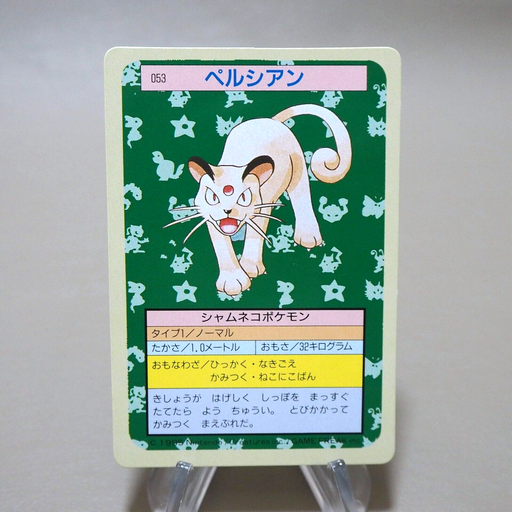 053 ペルシアン
シャムネコポケモン
タイプ1/ノーマル
たかさ/1.0メートル おもさ/32キログラム
おもなわざ/ひっかく・なきごえ
かみつく・ねこにこばん
きしょうが はげしく しっぽを まっすぐ
たてたら よう ちゅうい。 とびかかって
かみつく まえぶれだ。
© 1995 Nintendo GAME FREAK inc.